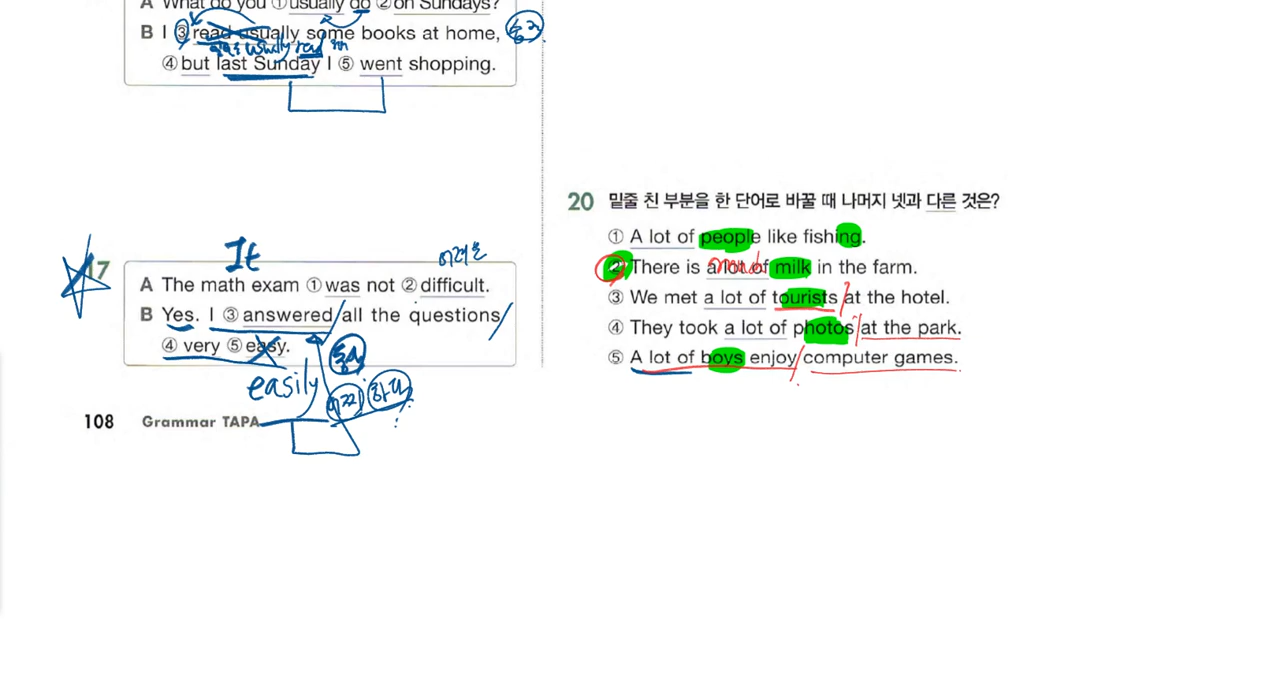 A What do you ① usually do ② on Sundays?
B I ③ read usually some books at home,
usually read
④ but last Sunday I ⑤ went shopping.
17
It
어려운
A The math exam ① was not ② difficult.
B Yes. I ③ answered / all the questions /
④ very ⑤ easy.
easily
108 Grammar TAPA
20 밑줄 친 부분을 한 단어로 바꿀 때 나머지 넷과 다른 것은?
① A lot of people like fishing.
② There is a lot of milk in the farm.
③ We met a lot of tourists / at the hotel.
④ They took a lot of photos / at the park.
⑤ A lot of boys enjoy / computer games.